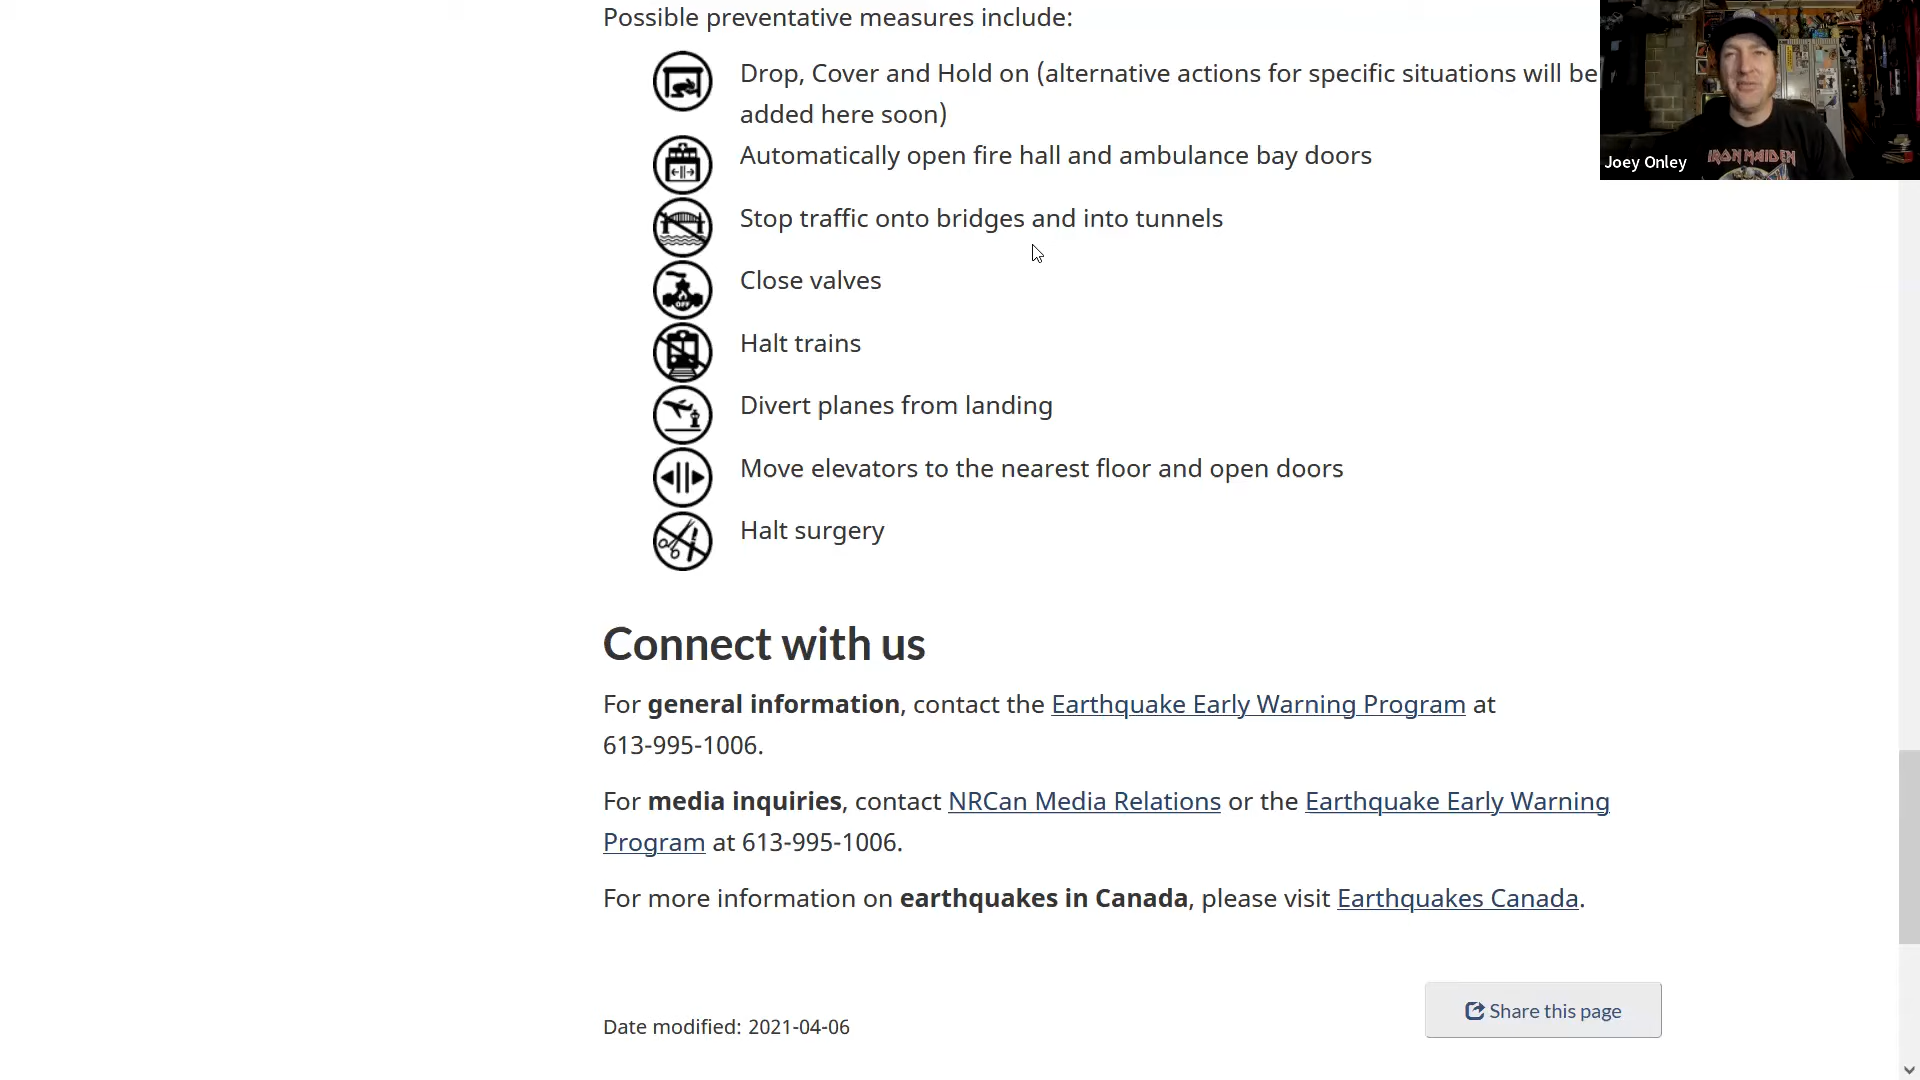 Possible preventative measures include:
Drop, Cover and Hold on (alternative actions for specific situations will be
added here soon)
Automatically open fire hall and ambulance bay doors
Stop traffic onto bridges and into tunnels
Close valves
OFF
Halt trains
Divert planes from landing
Move elevators to the nearest floor and open doors
Halt surgery
Joey Onley
IRON MAIDEN
Connect with us
For general information, contact the Earthquake Early Warning Program at
613-995-1006.
For media inquiries, contact NRCan Media Relations or the Earthquake Early Warning
Program at 613-995-1006.
For more information on earthquakes in Canada, please visit Earthquakes Canada.
Share this page
Date modified: 2021-04-06